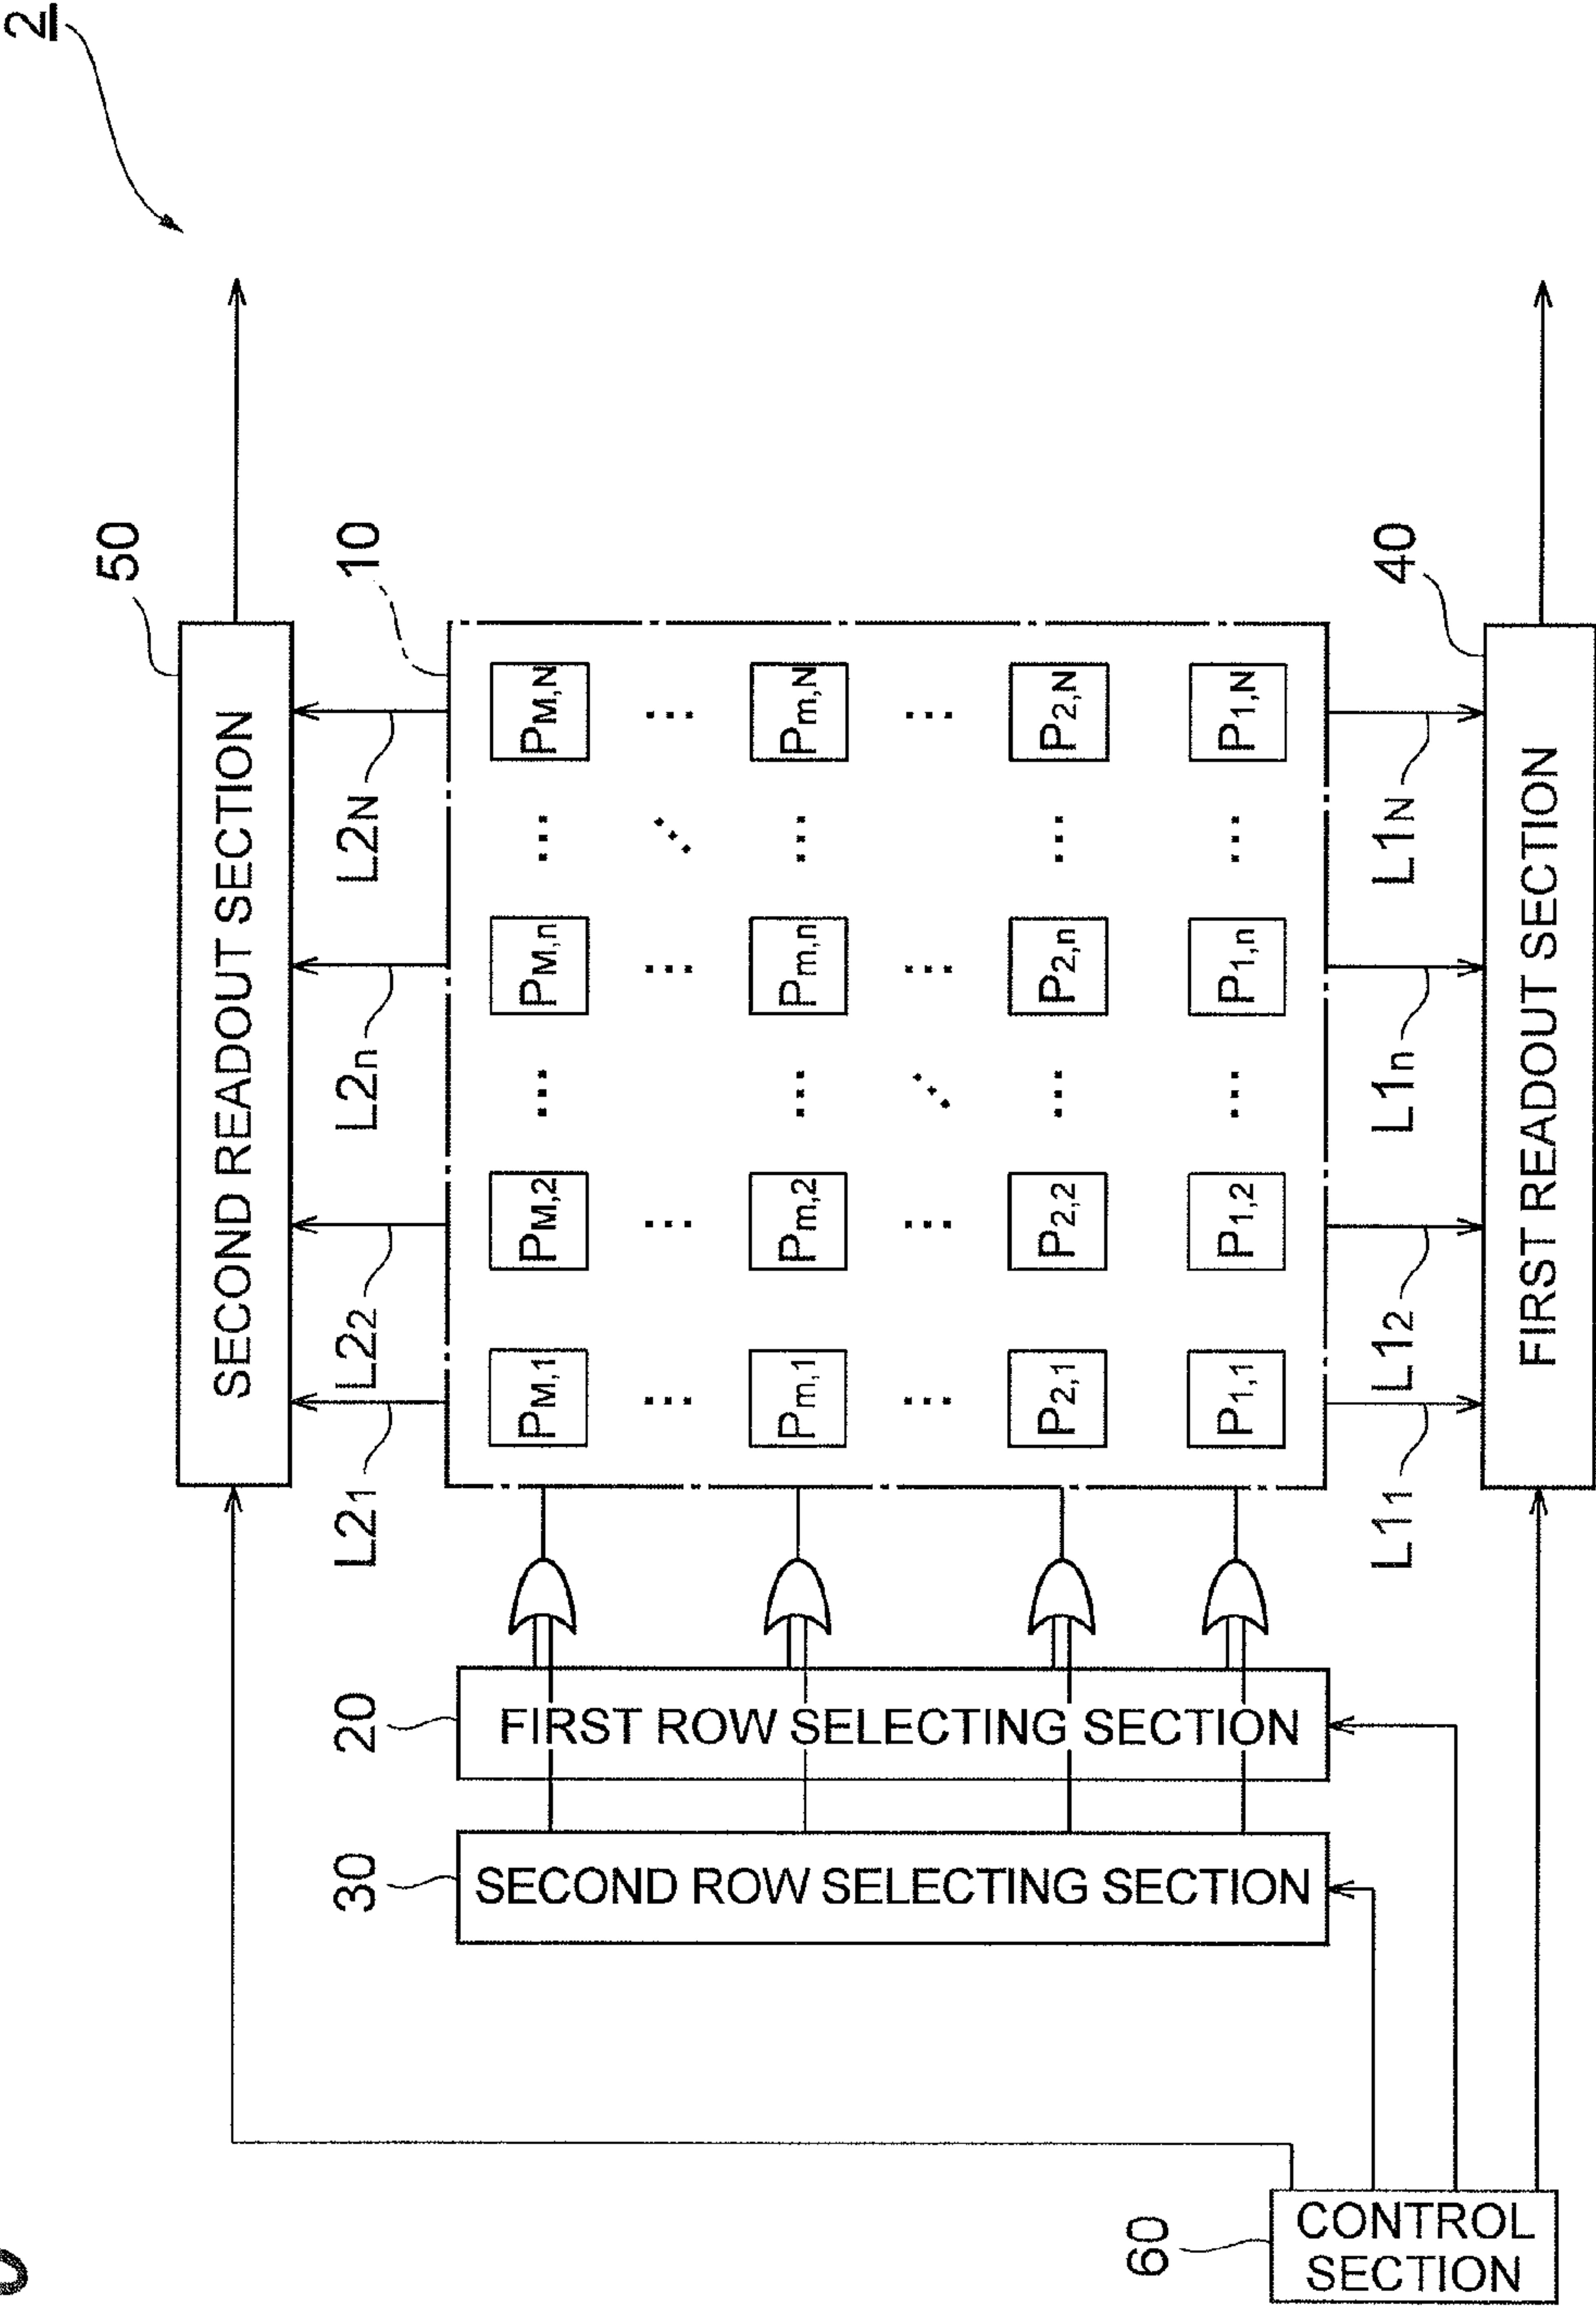 2
50
SECOND READOUT SECTION
L21 L22 L2n L2N
10
PM,1 PM,2 ... PM,n ... PM,N
... ... ... ...
Pm,1 Pm,2 ... Pm,n ... Pm,N
... ... ... ...
P2,1 P2,2 ... P2,n ... P2,N
P1,1 P1,2 ... P1,n ... P1,N
20
FIRST ROW SELECTING SECTION
30
SECOND ROW SELECTING SECTION
L11 L12 L1n L1N
40
FIRST READOUT SECTION
60
CONTROL
SECTION